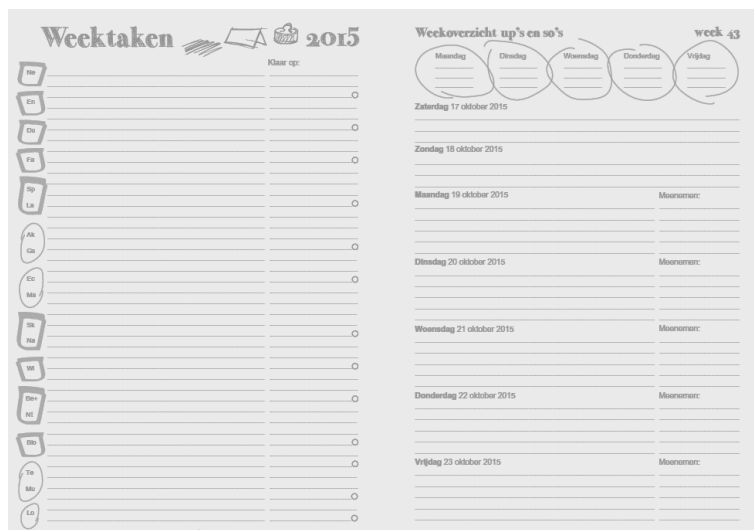 Weektaken 2015
Klaar op:
Ne
En
Du
Fa
Sp
La
Ak
Gs
Ec
Ma
Sk
Na
Wi
Be+
N!
Bio
Te
Mu
Lo
Weekoverzicht up's en so's week 43
Maandag Dinsdag Woensdag Donderdag Vrijdag
Zaterdag 17 oktober 2015
Zondag 18 oktober 2015
Maandag 19 oktober 2015 Meenemen:
Dinsdag 20 oktober 2015 Meenemen:
Woensdag 21 oktober 2015 Meenemen:
Donderdag 22 oktober 2015 Meenemen:
Vrijdag 23 oktober 2015 Meenemen: